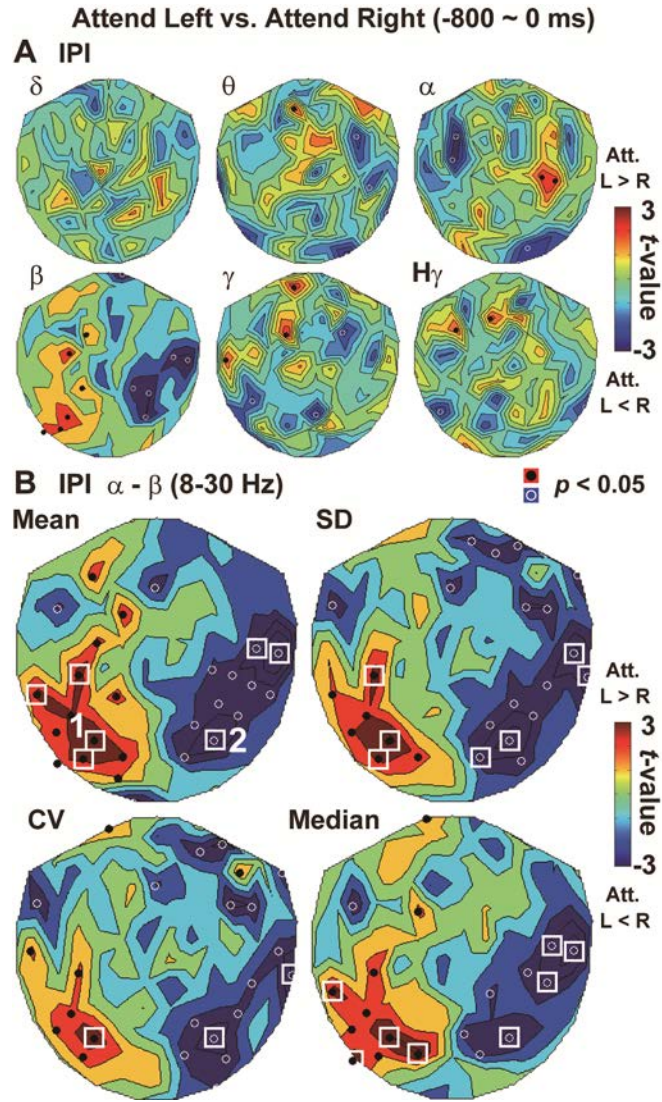 Attend Left vs. Attend Right (-800 ~ 0 ms)
A IPI
δ θ α
Att.
L > R
3
t-value
-3
Att.
L < R
β γ Hγ
B IPI α - β (8-30 Hz)
p < 0.05
Mean SD
1 2
Att.
L > R
3
t-value
-3
Att.
L < R
CV Median